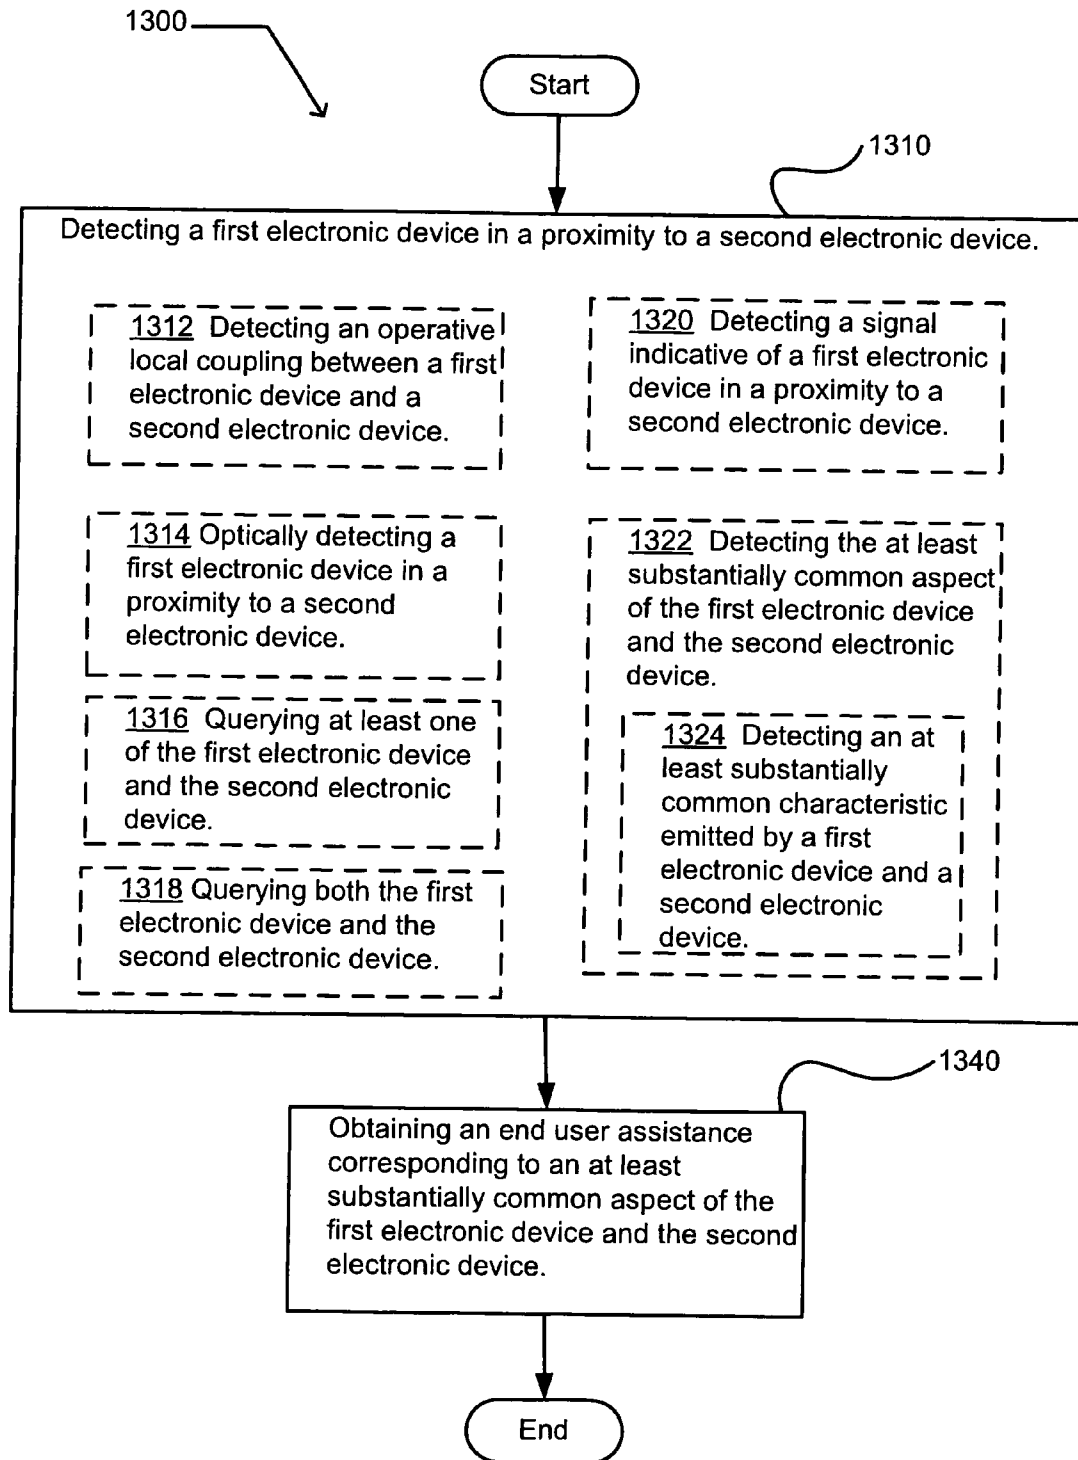 1300
Start
1310
Detecting a first electronic device in a proximity to a second electronic device.
1312 Detecting an operative
local coupling between a first
electronic device and a
second electronic device.
1314 Optically detecting a
first electronic device in a
proximity to a second
electronic device.
1316 Querying at least one
of the first electronic device
and the second electronic
device.
1318 Querying both the first
electronic device and the
second electronic device.
1320 Detecting a signal
indicative of a first electronic
device in a proximity to a
second electronic device.
1322 Detecting the at least
substantially common aspect
of the first electronic device
and the second electronic
device.
1324 Detecting an at
least substantially
common characteristic
emitted by a first
electronic device and a
second electronic
device.
1340
Obtaining an end user assistance
corresponding to an at least
substantially common aspect of the
first electronic device and the second
electronic device.
End